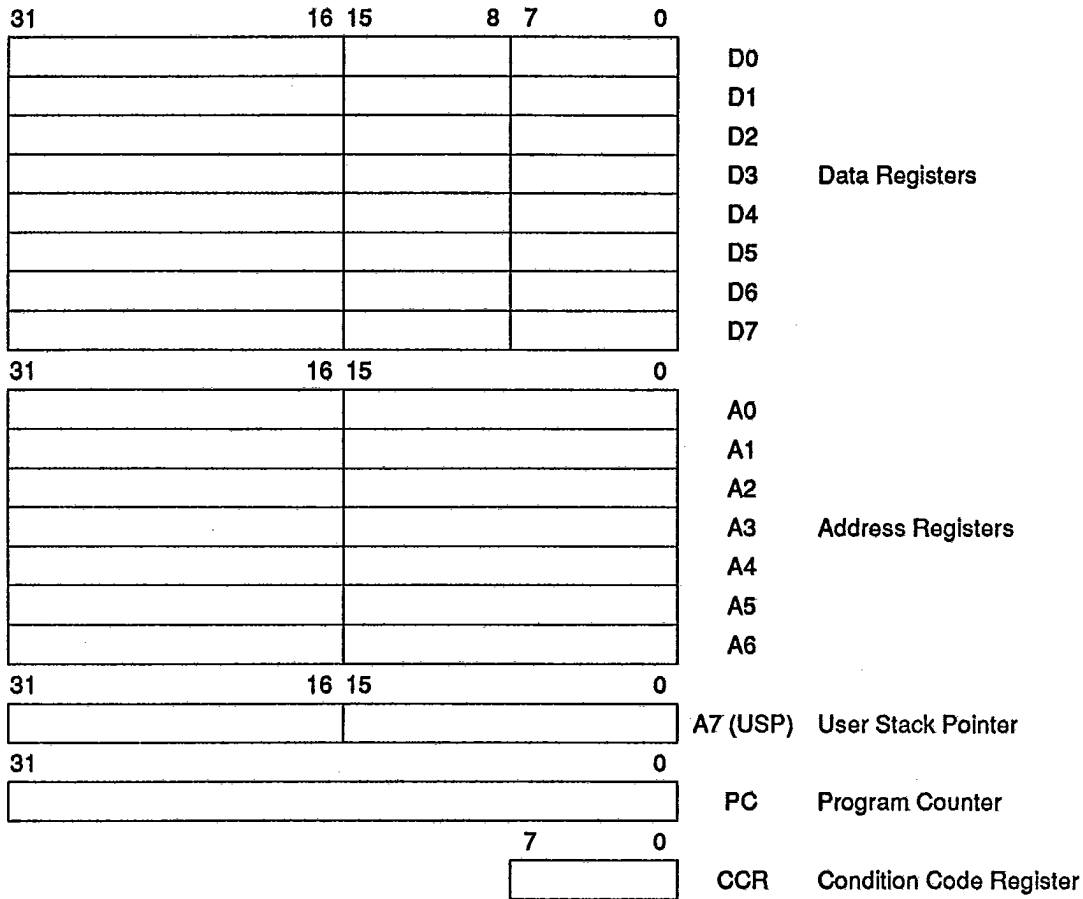 31 16 15 8 7 0
D0
D1
D2
D3 Data Registers
D4
D5
D6
D7
31 16 15 0
A0
A1
A2
A3 Address Registers
A4
A5
A6
31 16 15 0
A7 (USP) User Stack Pointer
31 0
PC Program Counter
7 0
CCR Condition Code Register